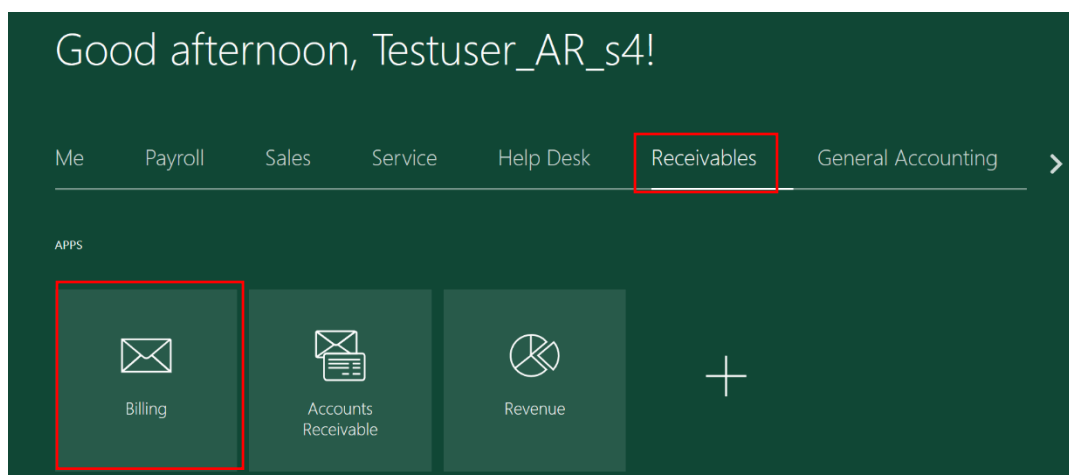 Good afternoon, Testuser_AR_s4!
Me Payroll Sales Service Help Desk Receivables General Accounting
APPS
Billing Accounts Revenue
Receivable